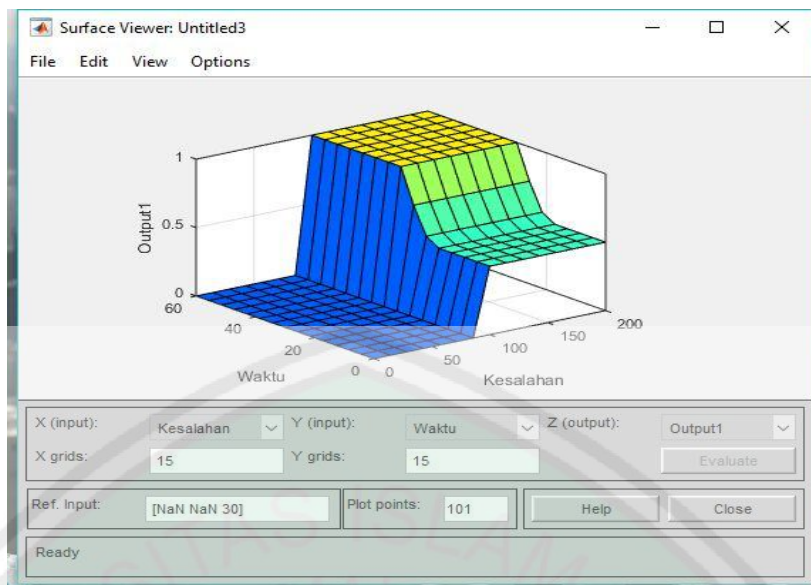 Surface Viewer: Untitled3
File Edit View Options
1
0.5
0
Output1
60
40
20
0
Waktu
0
50
100
150
200
Kesalahan
X (input): Kesalahan Y (input): Waktu Z (output): Output1
X grids: 15 Y grids: 15 Evaluate
Ref. Input: [NaN NaN 30] Plot points: 101 Help Close
Ready
SITAS ISLAM